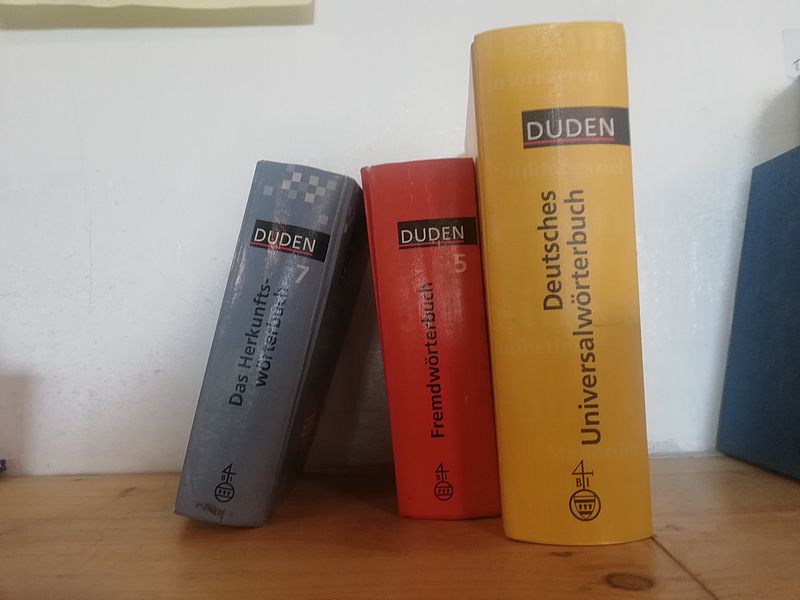 DUDEN
7
Das Herkunfts-
wörterbuch
DUDEN
5
Fremdwörterbuch
B I
DUDEN
Deutsches
Universalwörterbuch
B I